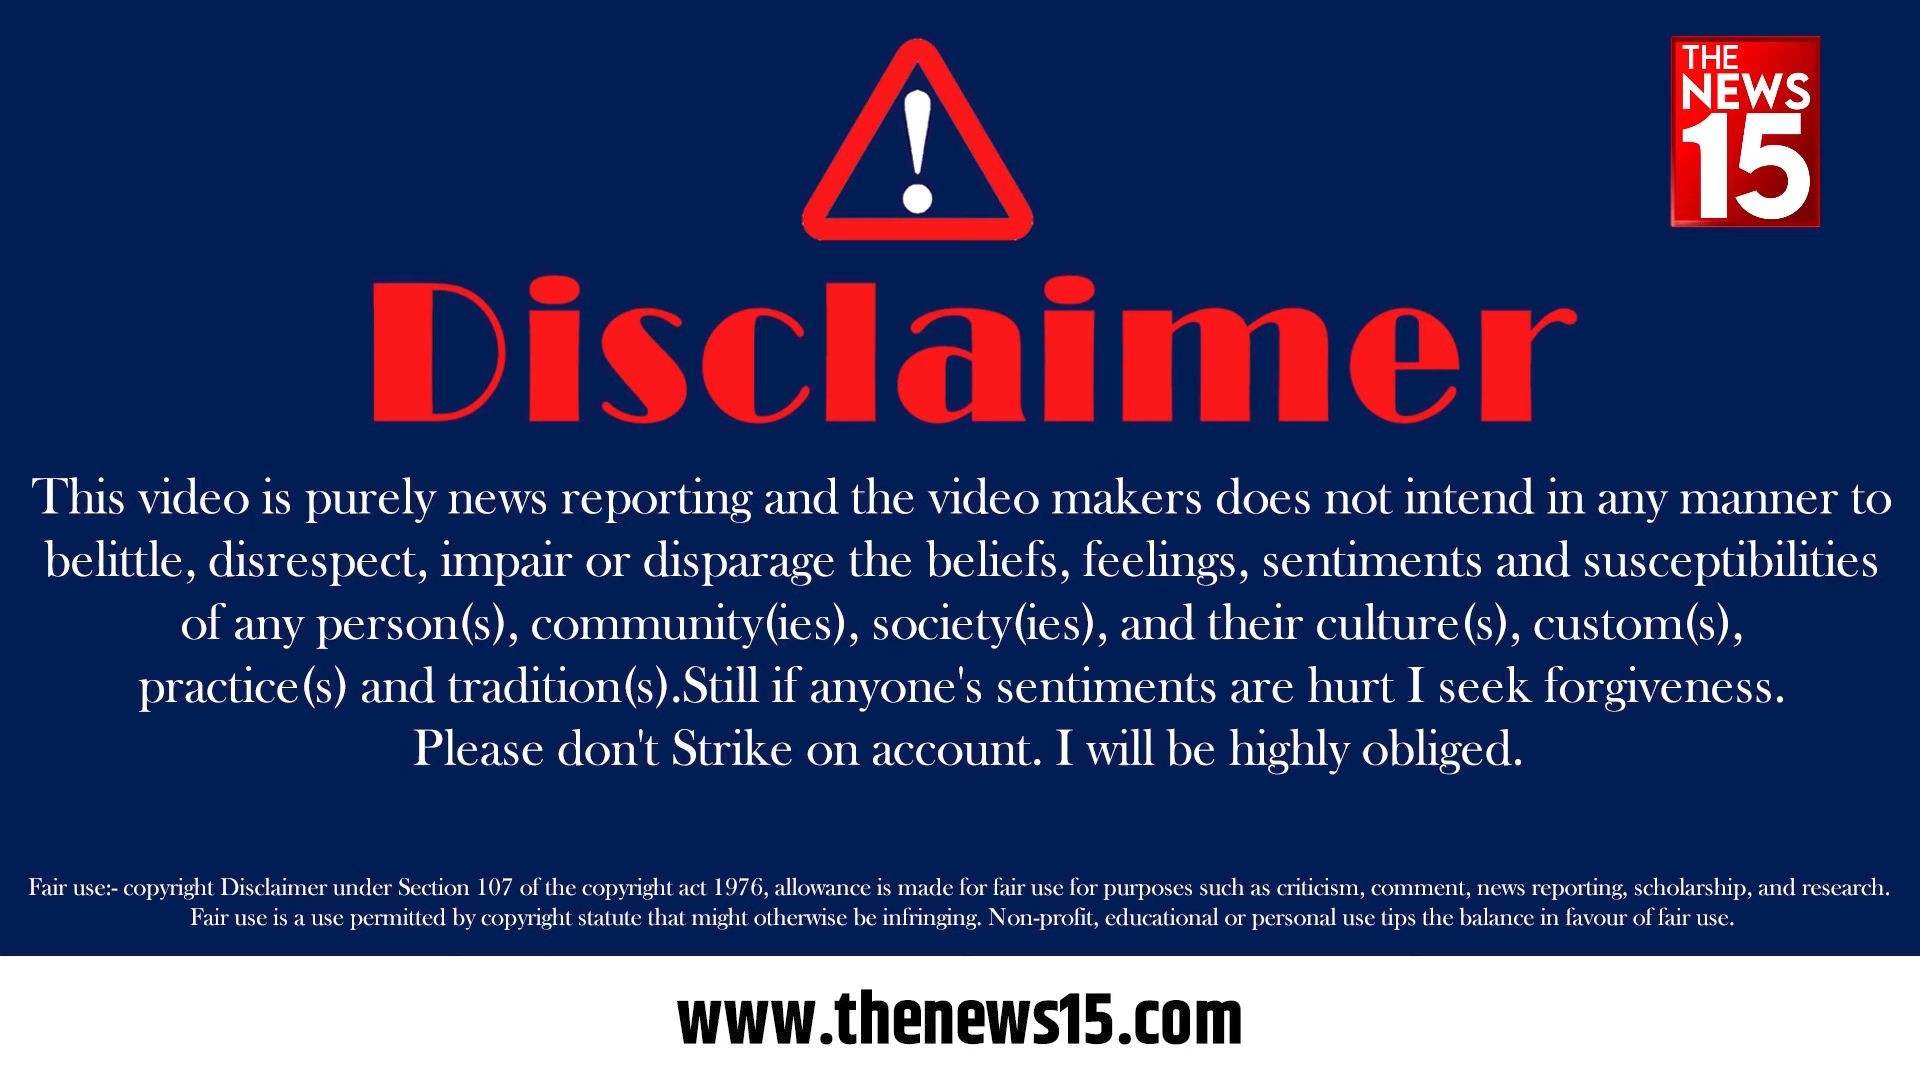 THE
NEWS
15
Disclaimer
This video is purely news reporting and the video makers does not intend in any manner to
belittle, disrespect, impair or disparage the beliefs, feelings, sentiments and susceptibilities
of any person(s), community(ies), society(ies), and their culture(s), custom(s),
practice(s) and tradition(s).Still if anyone's sentiments are hurt I seek forgiveness.
Please don't Strike on account. I will be highly obliged.
Fair use:- copyright Disclaimer under Section 107 of the copyright act 1976, allowance is made for fair use for purposes such as criticism, comment, news reporting, scholarship, and research.
Fair use is a use permitted by copyright statute that might otherwise be infringing. Non-profit, educational or personal use tips the balance in favour of fair use.
www.thenews15.com